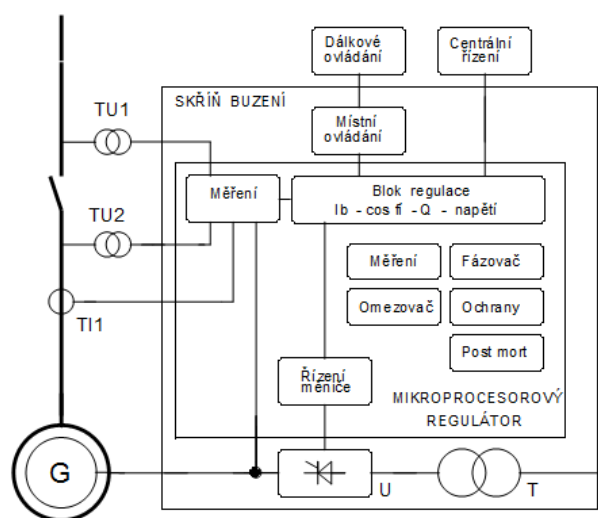 Dálkové
ovládání
Centrální
řízení
SKŘÍŇ BUZENÍ
TU1
Místní
ovládání
Měření
Blok regulace
Ib - cos fí - Q - napětí
TU2
Měření
Fázovač
Omezovač
Ochrany
TI1
Post mort
Řízení
měniče
MIKROPROCESOROVÝ
REGULÁTOR
G
U
T